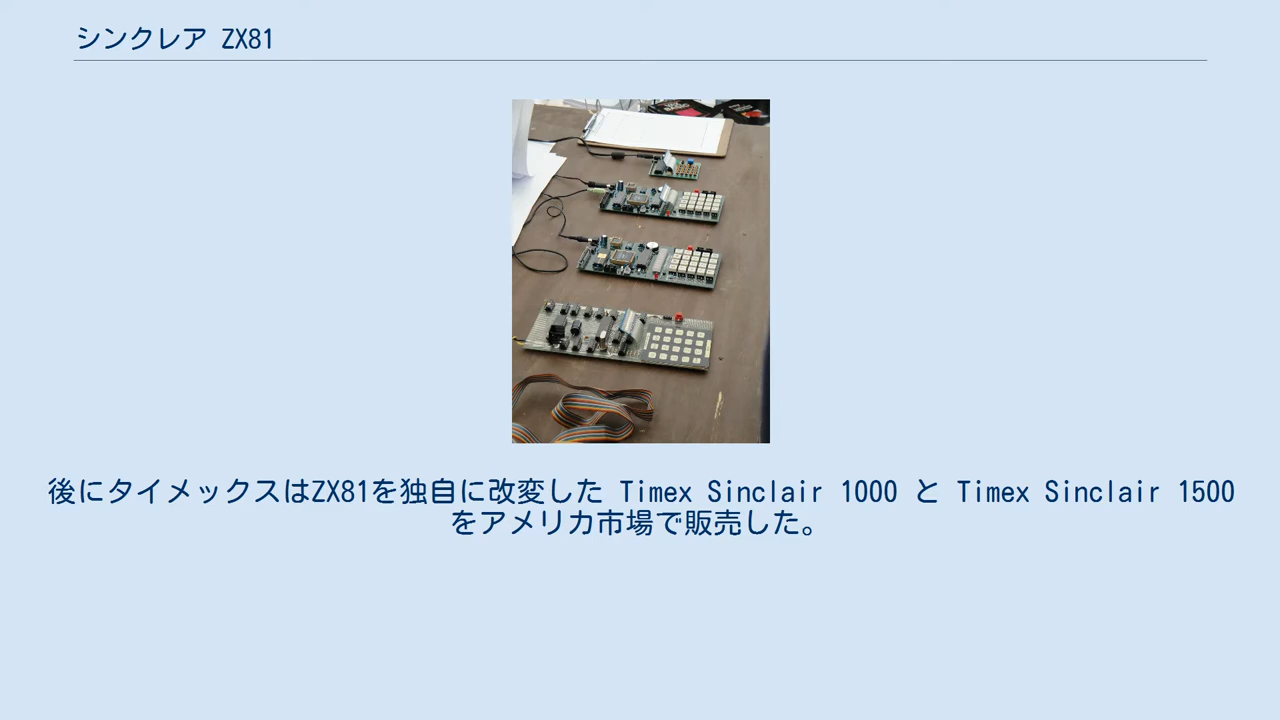 シンクレア ZX81
後にタイメックスはZX81を独自に改変した Timex Sinclair 1000 と Timex Sinclair 1500
をアメリカ市場で販売した。